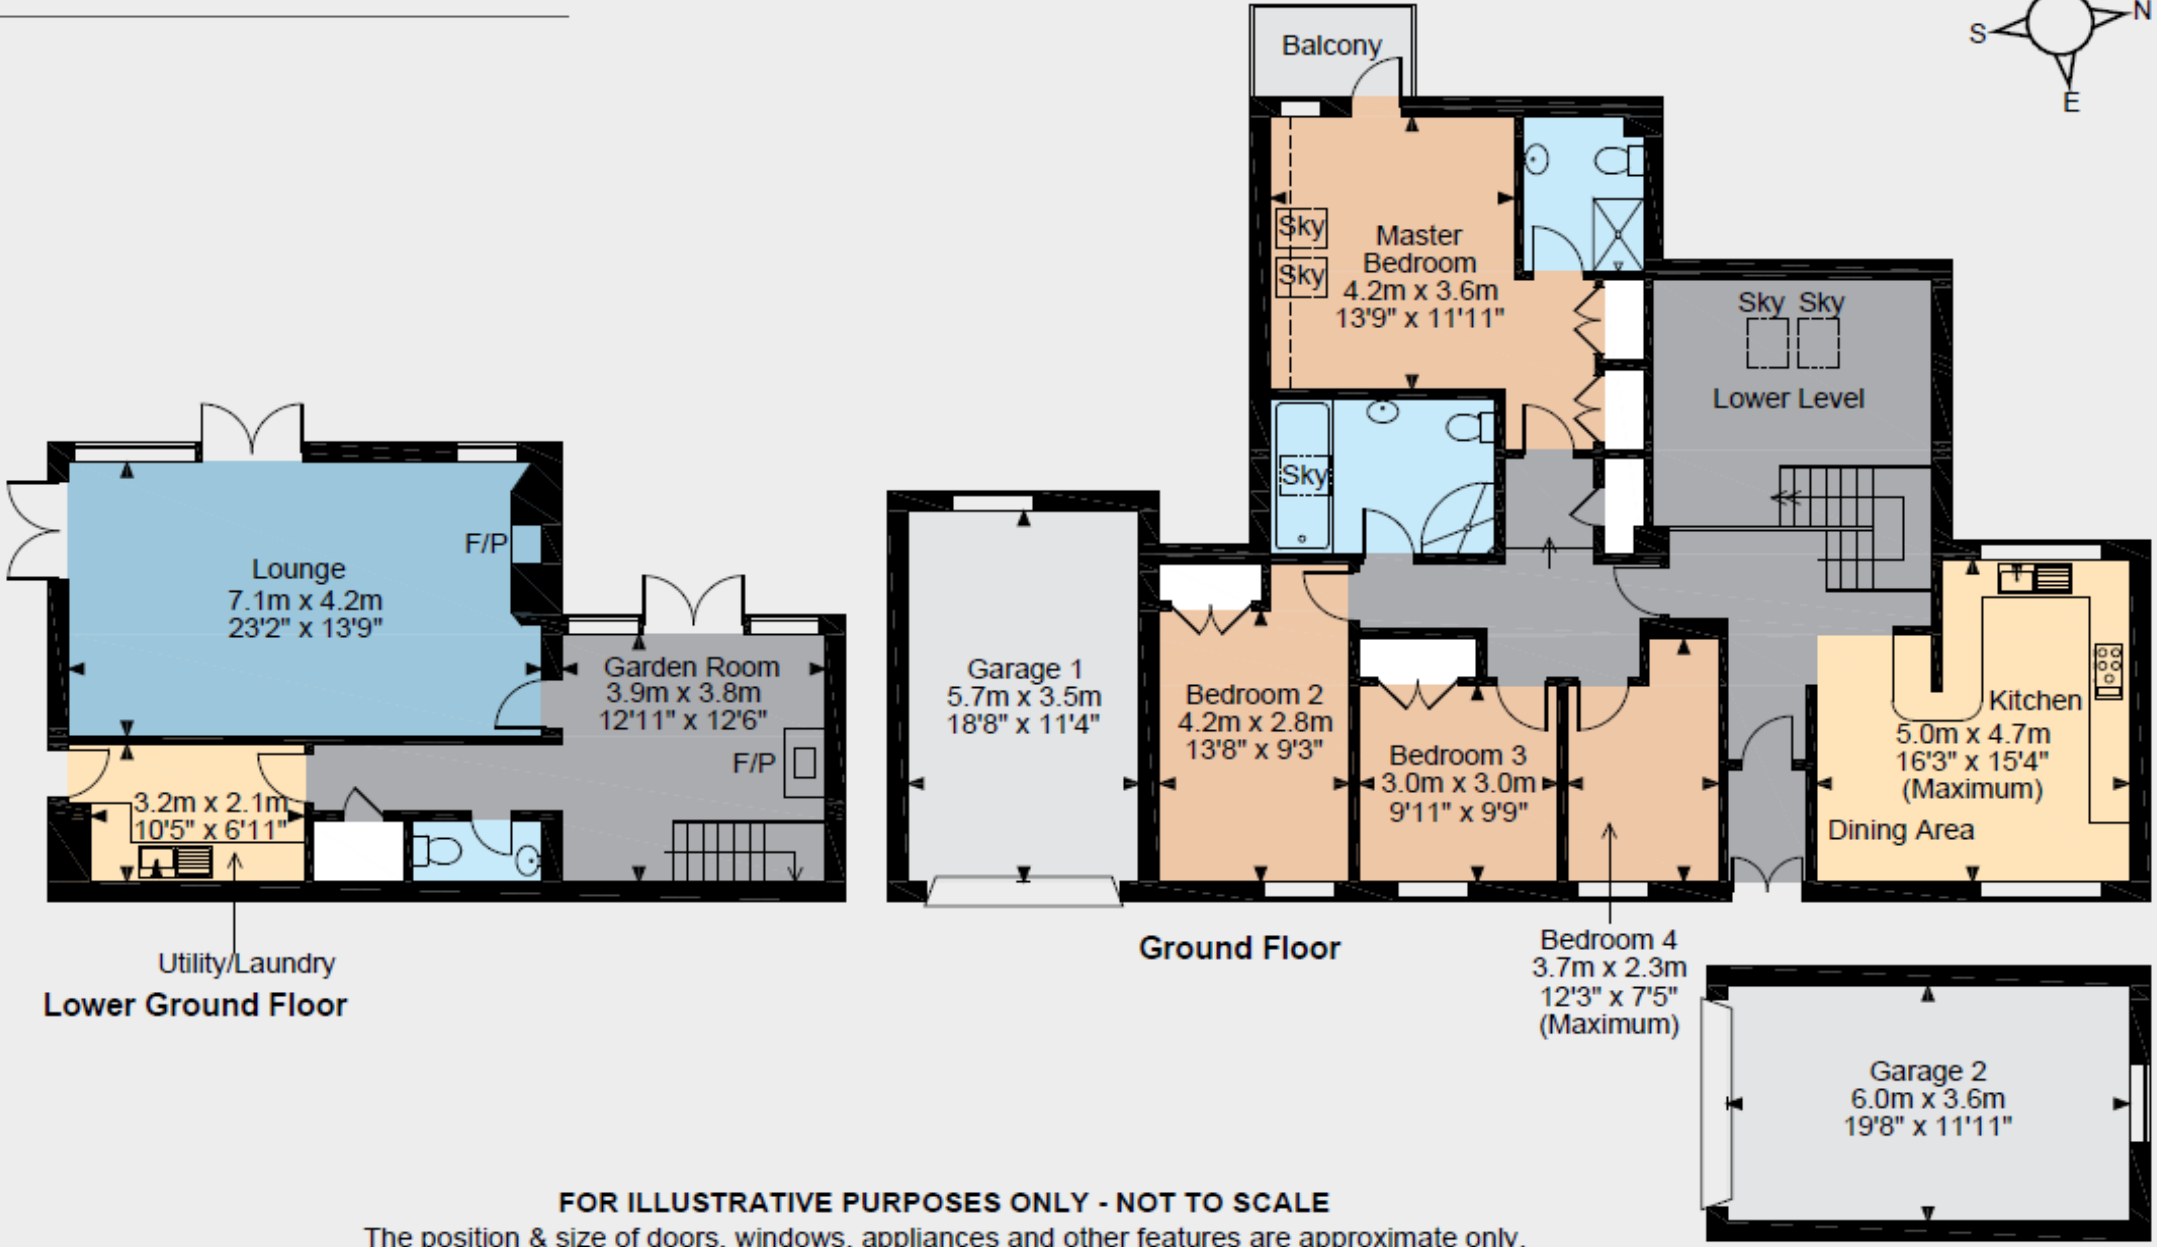 Balcony
S
N
E
Sky
Sky
Master
Bedroom
4.2m x 3.6m
13'9" x 11'11"
Sky Sky
Lower Level
Sky
F/P
Lounge
7.1m x 4.2m
23'2" x 13'9"
Garden Room
3.9m x 3.8m
12'11" x 12'6"
F/P
3.2m x 2.1m
10'5" x 6'11"
Utility/Laundry
Lower Ground Floor
Garage 1
5.7m x 3.5m
18'8" x 11'4"
Bedroom 2
4.2m x 2.8m
13'8" x 9'3"
Bedroom 3
3.0m x 3.0m
9'11" x 9'9"
Kitchen
5.0m x 4.7m
16'3" x 15'4"
(Maximum)
Dining Area
Ground Floor
Bedroom 4
3.7m x 2.3m
12'3" x 7'5"
(Maximum)
Garage 2
6.0m x 3.6m
19'8" x 11'11"
FOR ILLUSTRATIVE PURPOSES ONLY - NOT TO SCALE
The position & size of doors, windows, appliances and other features are approximate only.